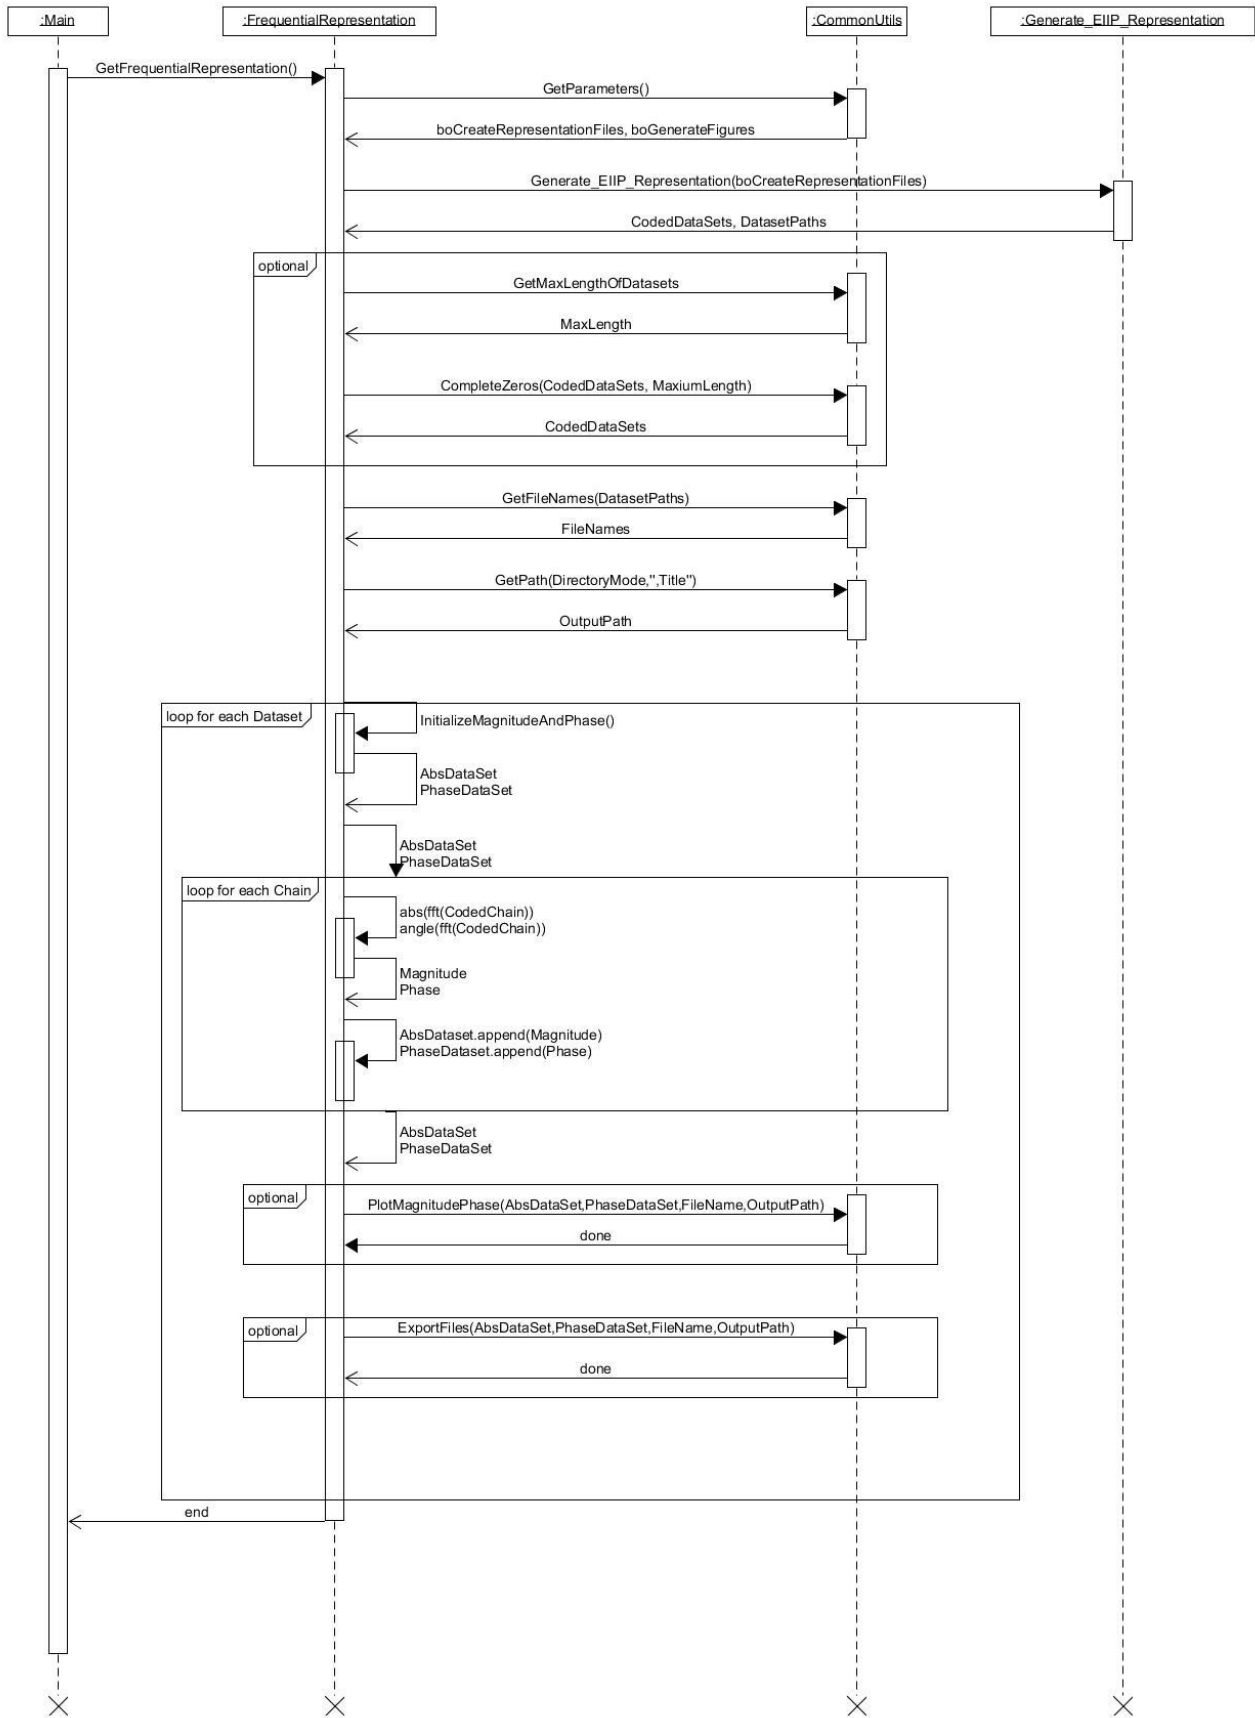 :Main
:FrequentialRepresentation
:CommonUtils
:Generate_EIIP_Representation
GetFrequentialRepresentation()
GetParameters()
boCreateRepresentationFiles, boGenerateFigures
Generate_EIIP_Representation(boCreateRepresentationFiles)
CodedDataSets, DatasetPaths
optional
GetMaxLengthOfDatasets
MaxLength
CompleteZeros(CodedDataSets, MaxiumLength)
CodedDataSets
GetFileNames(DatasetPaths)
FileNames
GetPath(DirectoryMode,",Title")
OutputPath
loop for each Dataset
InitializeMagnitudeAndPhase()
AbsDataSet
PhaseDataSet
AbsDataSet
PhaseDataSet
loop for each Chain
abs(fft(CodedChain))
angle(fft(CodedChain))
Magnitude
Phase
AbsDataset.append(Magnitude)
PhaseDataset.append(Phase)
AbsDataSet
PhaseDataSet
optional
PlotMagnitudePhase(AbsDataSet,PhaseDataSet,FileName,OutputPath)
done
optional
ExportFiles(AbsDataSet,PhaseDataSet,FileName,OutputPath)
done
end